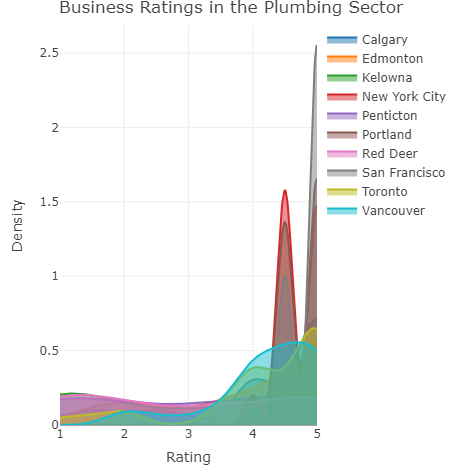 Business Ratings in the Plumbing Sector
Density
2.5
2
1.5
1
0.5
0
1
2
3
4
5
Rating
Calgary
Edmonton
Kelowna
New York City
Penticton
Portland
Red Deer
San Francisco
Toronto
Vancouver